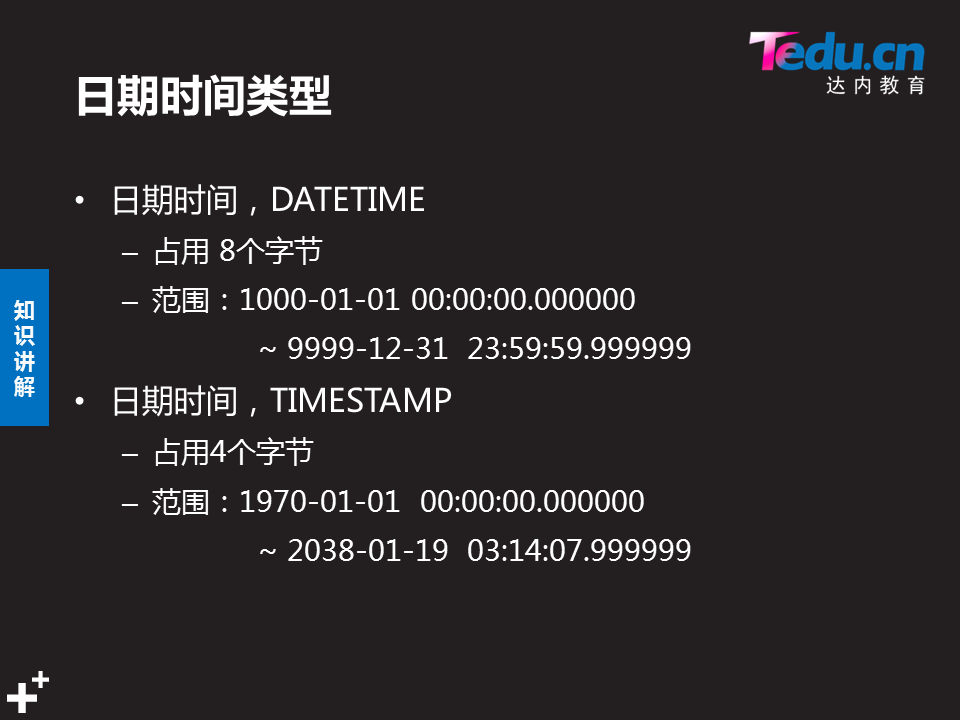 Tedu.cn
达内教育
日期时间类型
• 日期时间，DATETIME
– 占用 8个字节
– 范围：1000-01-01 00:00:00.000000
~ 9999-12-31  23:59:59.999999
• 日期时间，TIMESTAMP
– 占用4个字节
– 范围：1970-01-01  00:00:00.000000
~ 2038-01-19  03:14:07.999999
知识讲解